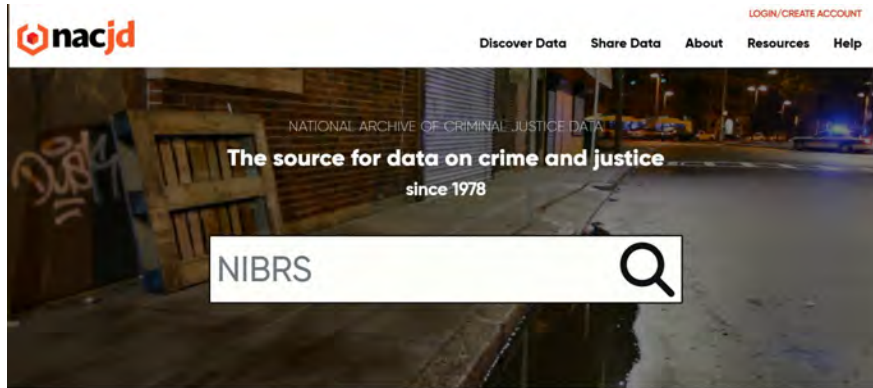 LOGIN/CREATE ACCOUNT
nacjd
Discover Data Share Data About Resources Help
NATIONAL ARCHIVE OF CRIMINAL JUSTICE DATA
The source for data on crime and justice
since 1978
NIBRS